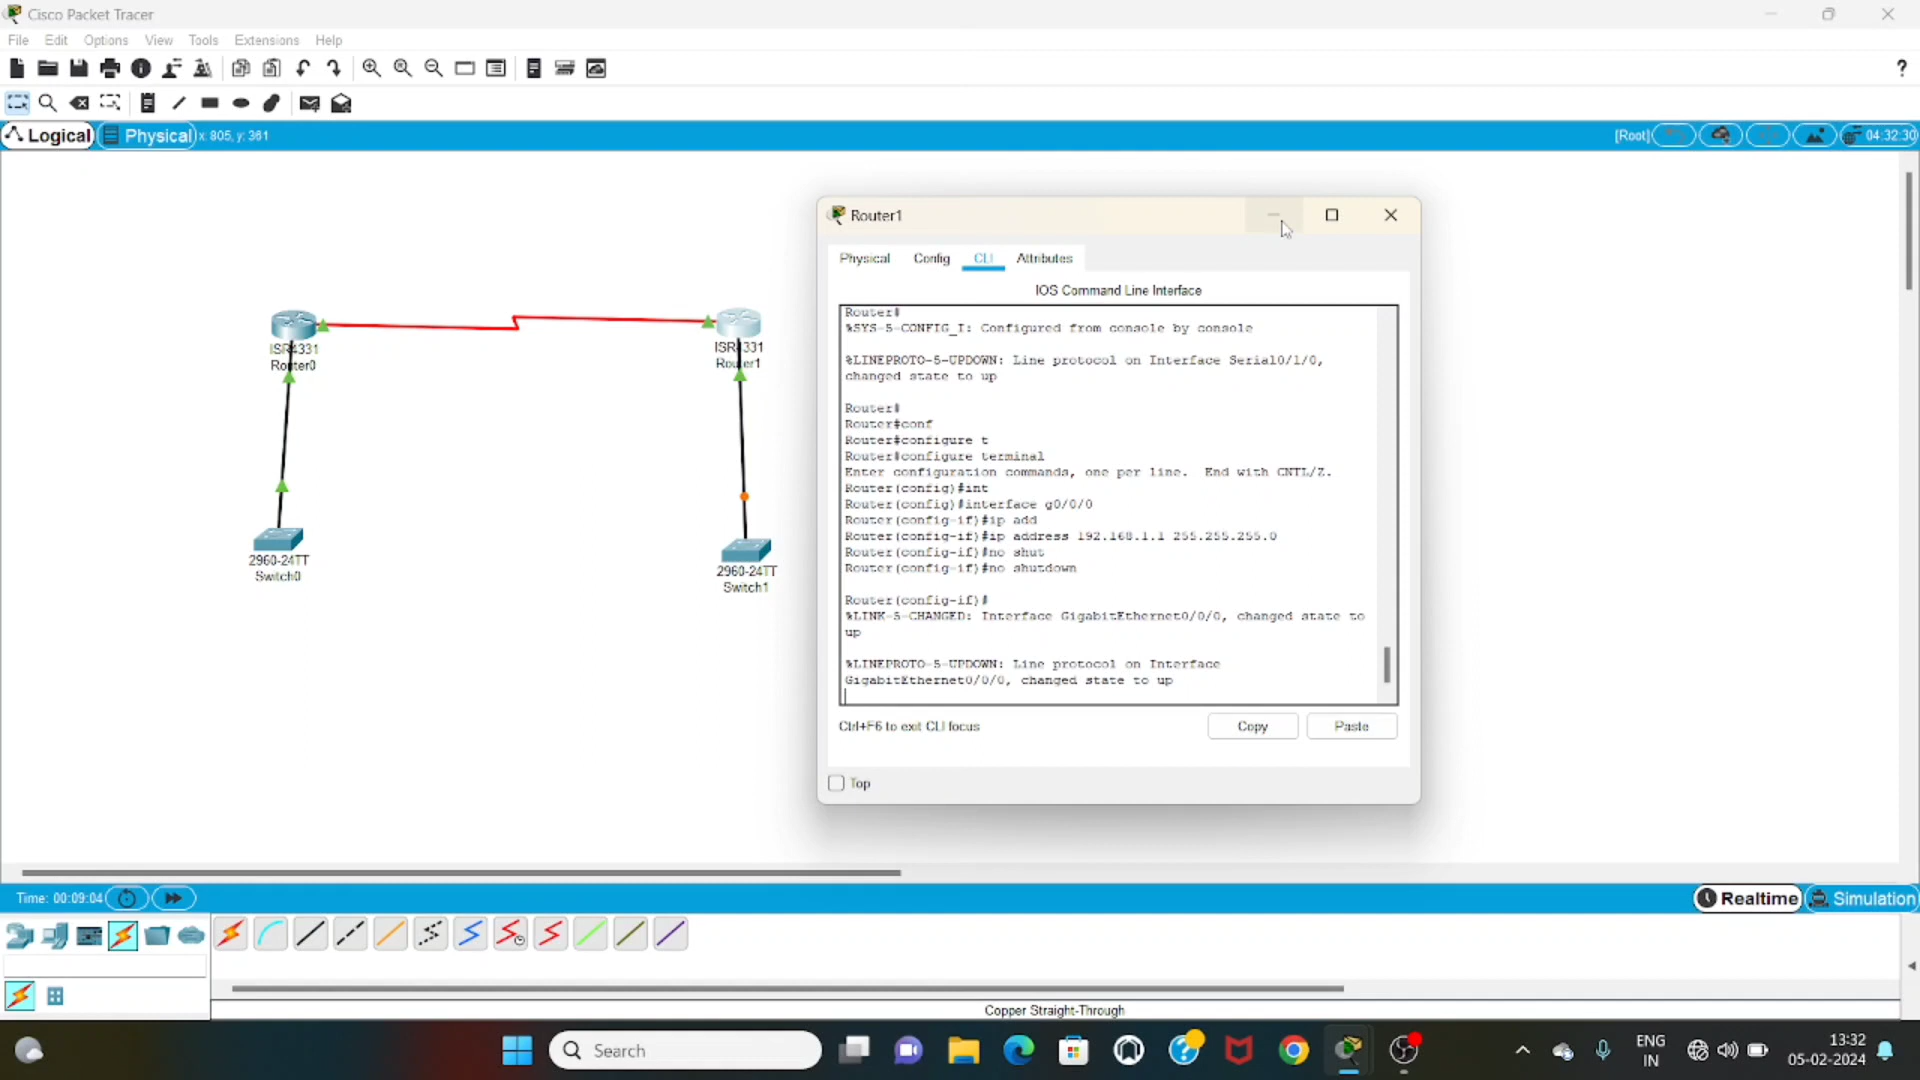 Cisco Packet Tracer
File Edit Options View Tools Extensions Help
?
Logical Physical x: 805, y: 361 [Root] 04:32:30
Router1
Physical Config CLI Attributes
IOS Command Line Interface
Router#
%SYS-5-CONFIG_I: Configured from console by console
%LINEPROTO-5-UPDOWN: Line protocol on Interface Serial0/1/0,
changed state to up
Router#
Router#conf
Router#configure t
Router#configure terminal
Enter configuration commands, one per line. End with CNTL/Z.
Router(config)#int
Router(config)#interface g0/0/0
Router(config-if)#ip add
Router(config-if)#ip address 192.168.1.1 255.255.255.0
Router(config-if)#no shut
Router(config-if)#no shutdown
Router(config-if)#
%LINK-5-CHANGED: Interface GigabitEthernet0/0/0, changed state to
up
%LINEPROTO-5-UPDOWN: Line protocol on Interface
GigabitEthernet0/0/0, changed state to up
Ctrl+F6 to exit CLI focus
Copy Paste
Top
ISR4331
Router0
ISR4331
Router1
2960-24TT
Switch0
2960-24TT
Switch1
Time: 00:09:04 Realtime Simulation
Copper Straight-Through
Search
ENG
IN
13:32
05-02-2024